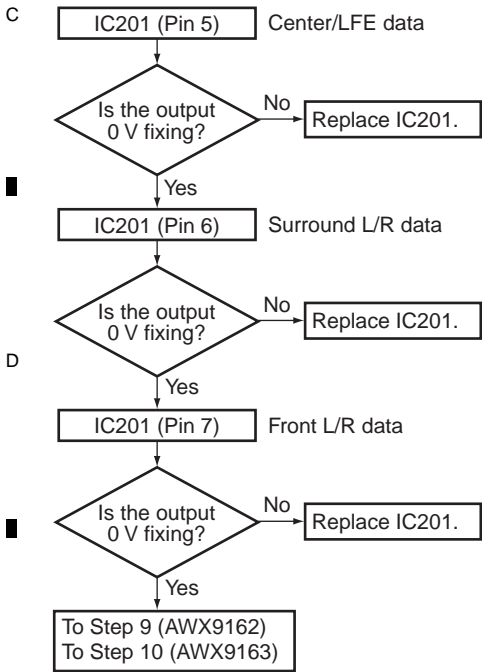 C
IC201 (Pin 5)
Center/LFE data
Is the output
0 V fixing?
No
Replace IC201.
Yes
IC201 (Pin 6)
Surround L/R data
Is the output
0 V fixing?
No
Replace IC201.
D
Yes
IC201 (Pin 7)
Front L/R data
Is the output
0 V fixing?
No
Replace IC201.
Yes
To Step 9 (AWX9162)
To Step 10 (AWX9163)